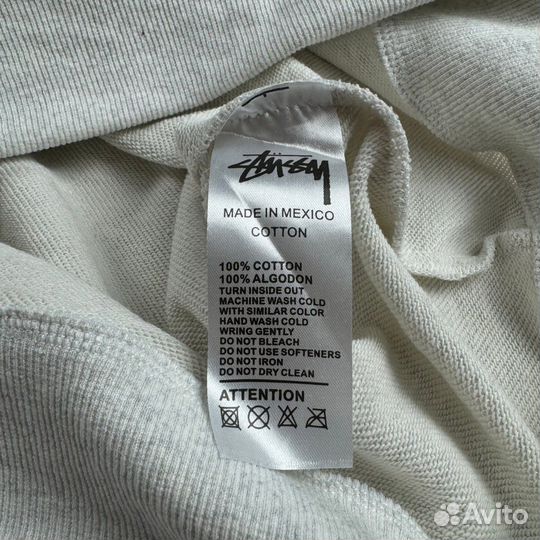 STÜSSY
MADE IN MEXICO
COTTON
100% COTTON
100% ALGODON
TURN INSIDE OUT
MACHINE WASH COLD
WITH SIMILAR COLOR
HAND WASH COLD
WRING GENTLY
DO NOT BLEACH
DO NOT USE SOFTENERS
DO NOT IRON
DO NOT DRY CLEAN
ATTENTION
Avito